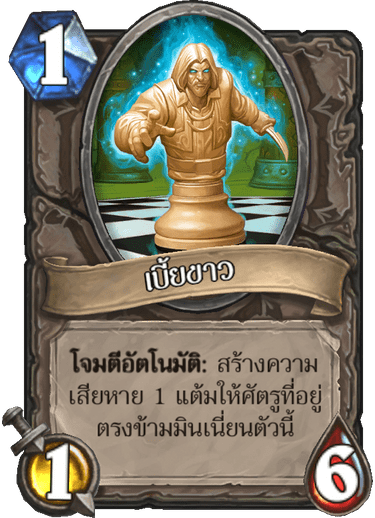 1
เบี้ยขาว
โจมตีอัตโนมัติ: สร้างความ
เสียหาย 1 แต้มให้ศัตรูที่อยู่
ตรงข้ามมินเนี่ยนตัวนี้
1
6